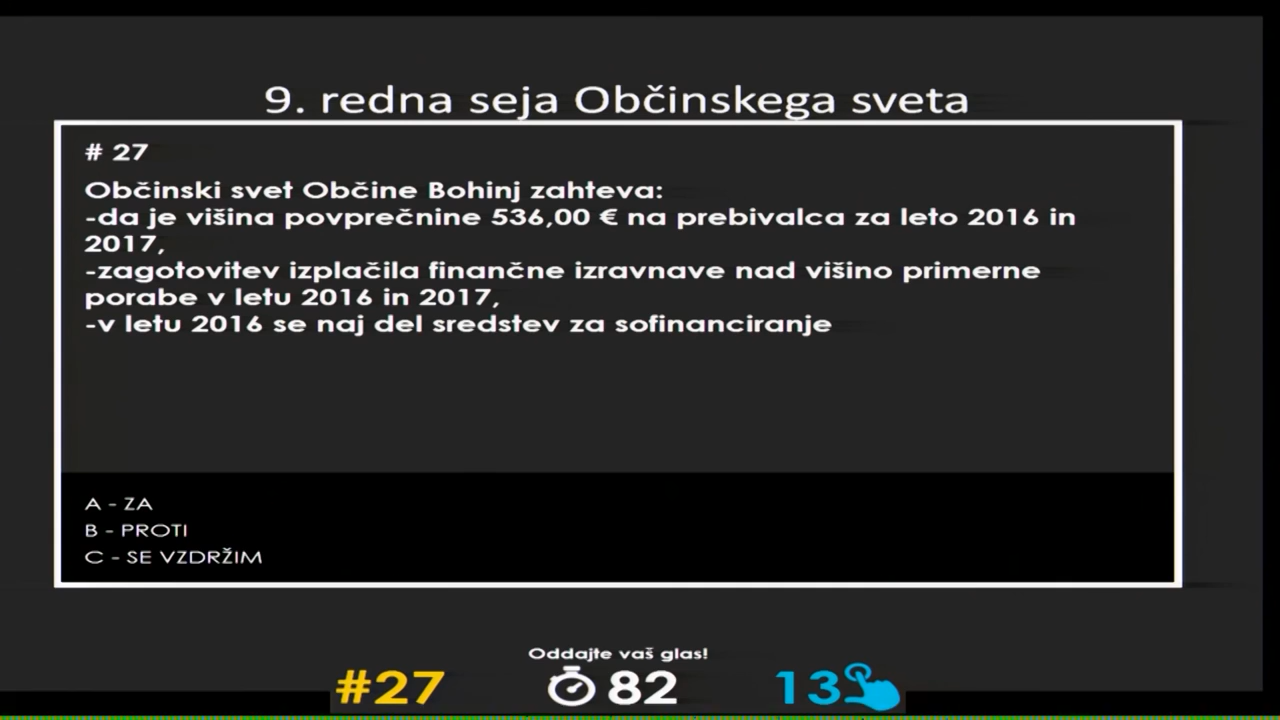 9. redna seja Občinskega sveta
# 27
Občinski svet Občine Bohinj zahteva:
-da je višina povprečnine 536,00 € na prebivalca za leto 2016 in
2017,
-zagotovitev izplačila finančne izravnave nad višino primerne
porabe v letu 2016 in 2017,
-v letu 2016 se naj del sredstev za sofinanciranje
A - ZA
B - PROTI
C - SE VZDRŽIM
Oddajte vaš glas!
#27 82 13